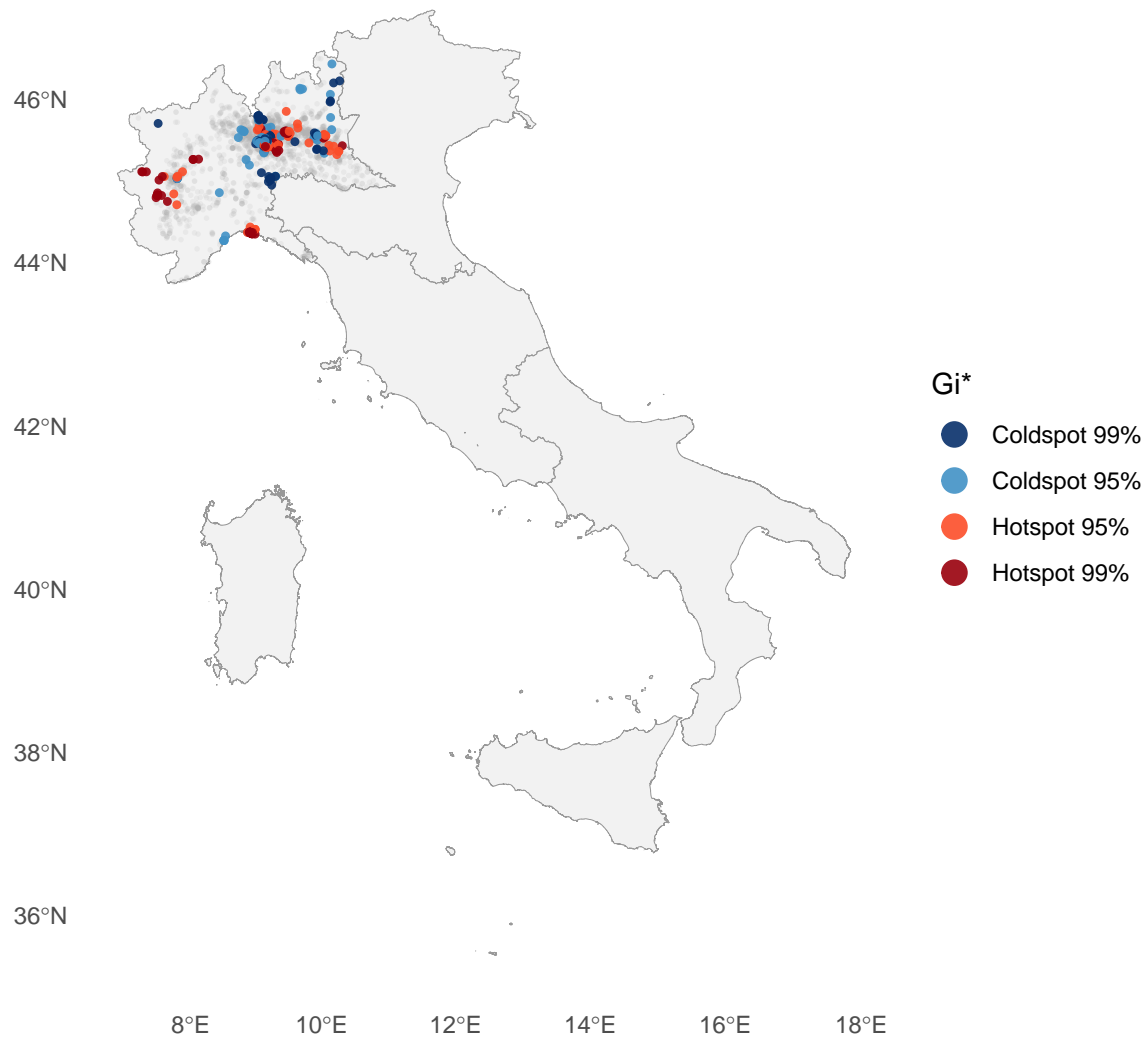 46°N
44°N
42°N
40°N
38°N
36°N
8°E
10°E
12°E
14°E
16°E
18°E
Gi*
Coldspot 99%
Coldspot 95%
Hotspot 95%
Hotspot 99%